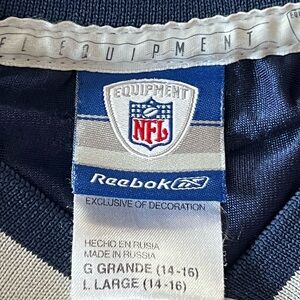 FL EQUIPMENT
EQUIPMENT
NFL
Reebok
EXCLUSIVE OF DECORATION
HECHO EN RUSIA
MADE IN RUSSIA
G GRANDE (14-16)
L LARGE (14-16)